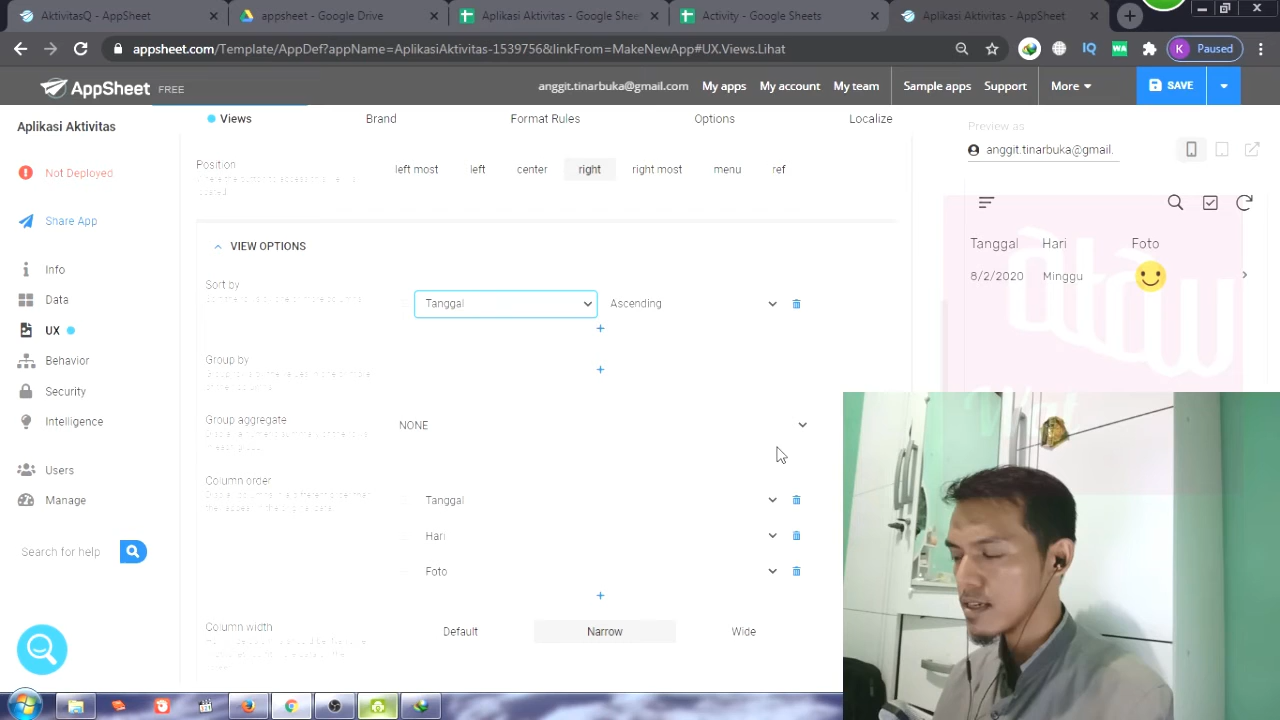 AktivitasQ - AppSheet
appsheet - Google Drive
Aplikasi Aktivitas - Google She
Activity - Google Sheets
Aplikasi Aktivitas - AppSheet
appsheet.com/Template/AppDef?appName=AplikasiAktivitas-1539756&linkFrom=MakeNewApp#UX.Views.Lihat
IQ
WA
K
Paused
AppSheet FREE
anggit.tinarbuka@gmail.com
My apps
My account
My team
Sample apps
Support
More
SAVE
Aplikasi Aktivitas
Views
Brand
Format Rules
Options
Localize
Preview as
anggit.tinarbuka@gmail.
Not Deployed
Share App
Info
Data
UX
Behavior
Security
Intelligence
Users
Manage
Search for help
Position
left most
left
center
right
right most
menu
ref
VIEW OPTIONS
Sort by
Tanggal
Ascending
Group by
Group aggregate
NONE
Column order
Tanggal
Hari
Foto
Column width
Default
Narrow
Wide
Tanggal Hari Foto
8/2/2020 Minggu